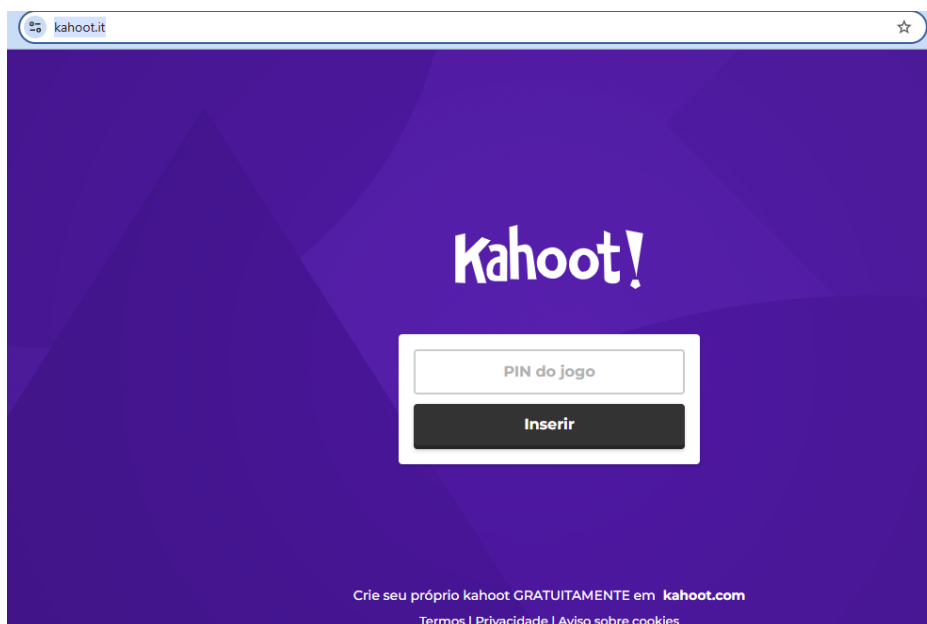 kahoot.it
Kahoot!
PIN do jogo
Inserir
Crie seu próprio kahoot GRATUITAMENTE em kahoot.com
Termos | Privacidade | Aviso sobre cookies